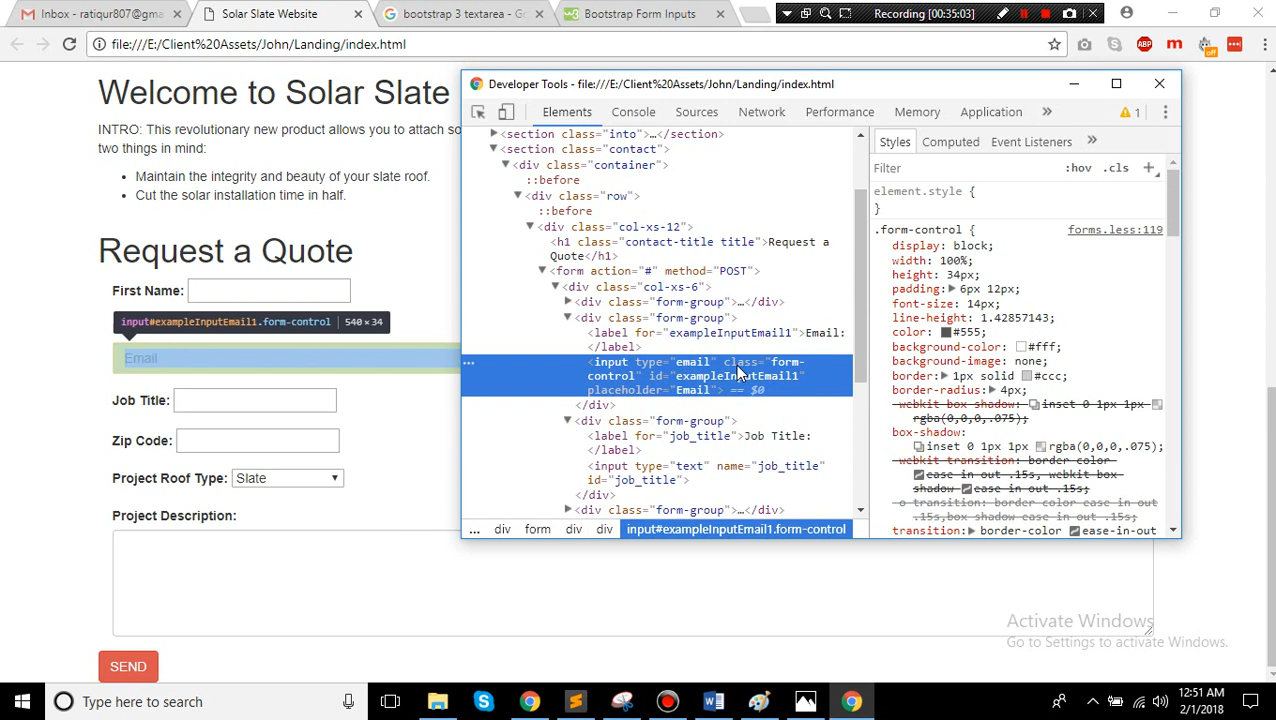 Inbox - ratiqur807@gma
Solar Slate Website
bootstrap 3 textarea - Go
Bootstrap Form Inputs
Recording [00:35:03]
file:///E:/Client%20Assets/John/Landing/index.html
ABP
off
Welcome to Solar Slate
INTRO: This revolutionary new product allows you to attach so
two things in mind:
Maintain the integrity and beauty of your slate roof.
Cut the solar installation time in half.
Request a Quote
First Name:
input#exampleInputEmail1.form-control | 540 × 34
Email
Job Title:
Zip Code:
Project Roof Type: Slate
Project Description:
SEND
Developer Tools - file:///E:/Client%20Assets/John/Landing/index.html
Elements Console Sources Network Performance Memory Application » 1
<section class="into">…</section>
<section class="contact">
<div class="container">
::before
<div class="row">
::before
<div class="col-xs-12">
<h1 class="contact-title title">Request a
Quote</h1>
<form action="#" method="POST">
<div class="col-xs-6">
<div class="form-group">…</div>
<div class="form-group">
<label for="exampleInputEmail1">Email:
</label>
<input type="email" class="form-
control" id="exampleInputEmail1"
placeholder="Email"> == $0
</div>
<div class="form-group">
<label for="job_title">Job Title:
</label>
<input type="text" name="job_title"
id="job_title">
</div>
<div class="form-group">…</div>
... div form div div input#exampleInputEmail1.form-control
Styles Computed Event Listeners »
Filter :hov .cls +
element.style {
}
.form-control { forms.less:119
display: block;
width: 100%;
height: 34px;
padding: 6px 12px;
font-size: 14px;
line-height: 1.42857143;
color: #555;
background-color: #fff;
background-image: none;
border: 1px solid #ccc;
border-radius: 4px;
-webkit-box-shadow: inset 0 1px 1px
rgba(0,0,0,.075);
box-shadow:
inset 0 1px 1px rgba(0,0,0,.075);
-webkit-transition: border-color
ease-in-out .15s,-webkit-box-
shadow ease-in-out .15s;
-o-transition: border-color ease-in-out
.15s,box-shadow ease-in-out .15s;
transition: border-color ease-in-out
Activate Windows
Go to Settings to activate Windows.
Type here to search
12:51 AM
2/1/2018